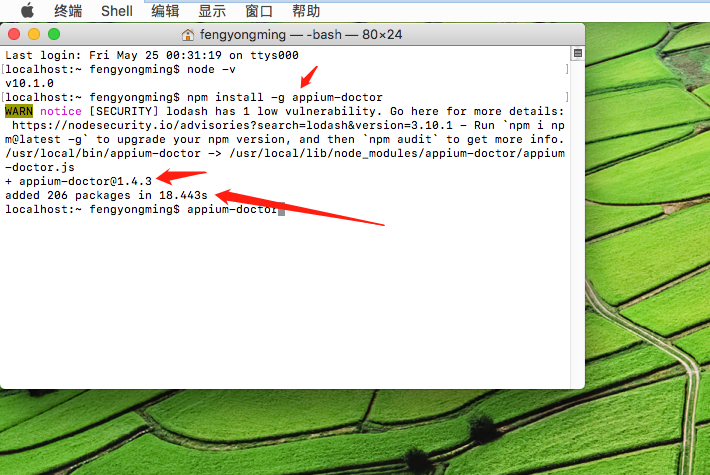 终端 Shell 编辑 显示 窗口 帮助
fengyongming — -bash — 80×24
Last login: Fri May 25 00:31:19 on ttys000
[localhost:~ fengyongming$ node -v ]
v10.1.0
[localhost:~ fengyongming$ npm install -g appium-doctor ]
WARN notice [SECURITY] lodash has 1 low vulnerability. Go here for more details:
https://nodesecurity.io/advisories?search=lodash&version=3.10.1 - Run `npm i np
m@latest -g` to upgrade your npm version, and then `npm audit` to get more info.
/usr/local/bin/appium-doctor -> /usr/local/lib/node_modules/appium-doctor/appium
-doctor.js
+ appium-doctor@1.4.3
added 206 packages in 18.443s
localhost:~ fengyongming$ appium-doctor